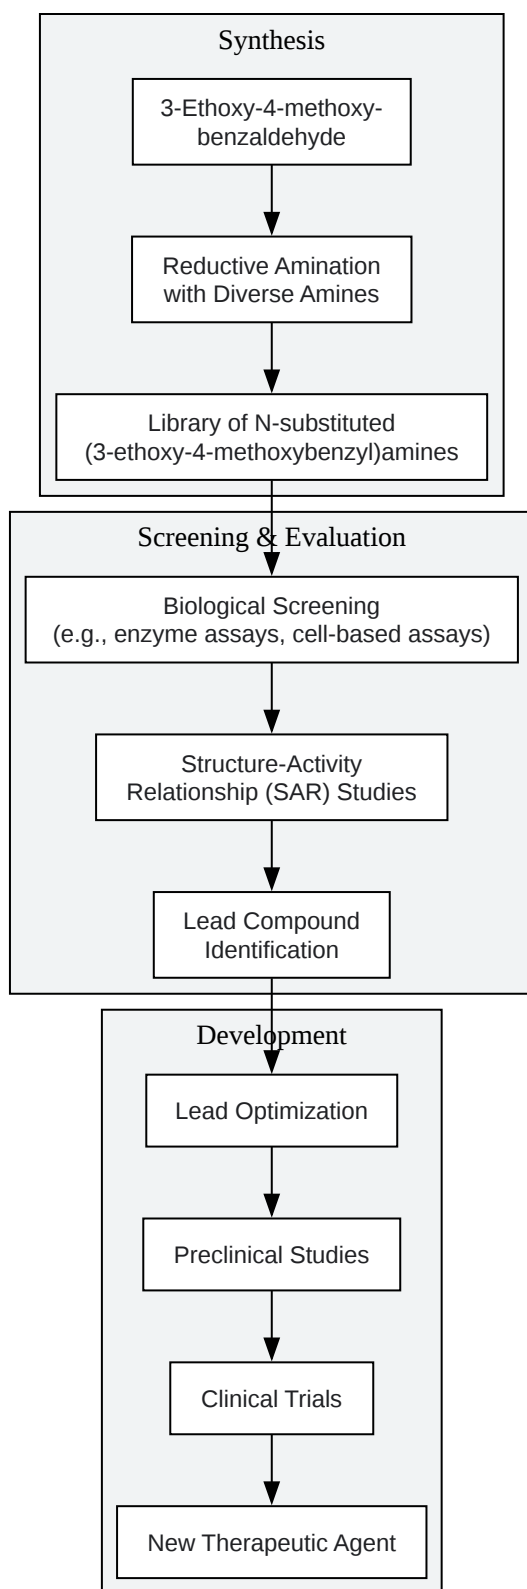 Synthesis
3-Ethoxy-4-methoxy-
benzaldehyde
Reductive Amination
with Diverse Amines
Library of N-substituted
(3-ethoxy-4-methoxybenzyl)amines
Screening & Evaluation
Biological Screening
(e.g., enzyme assays, cell-based assays)
Structure-Activity
Relationship (SAR) Studies
Lead Compound
Identification
Development
Lead Optimization
Preclinical Studies
Clinical Trials
New Therapeutic Agent